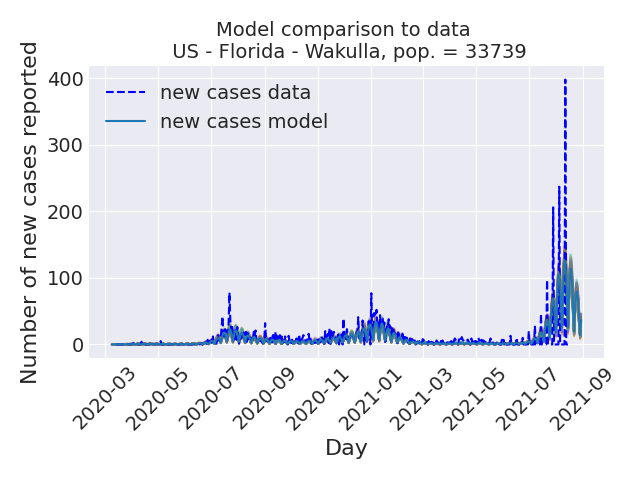 Model comparison to data
US - Florida - Wakulla, pop. = 33739
Number of new cases reported
400
300
200
100
0
new cases data
new cases model
2020-03
2020-05
2020-07
2020-09
2020-11
2021-01
2021-03
2021-05
2021-07
2021-09
Day